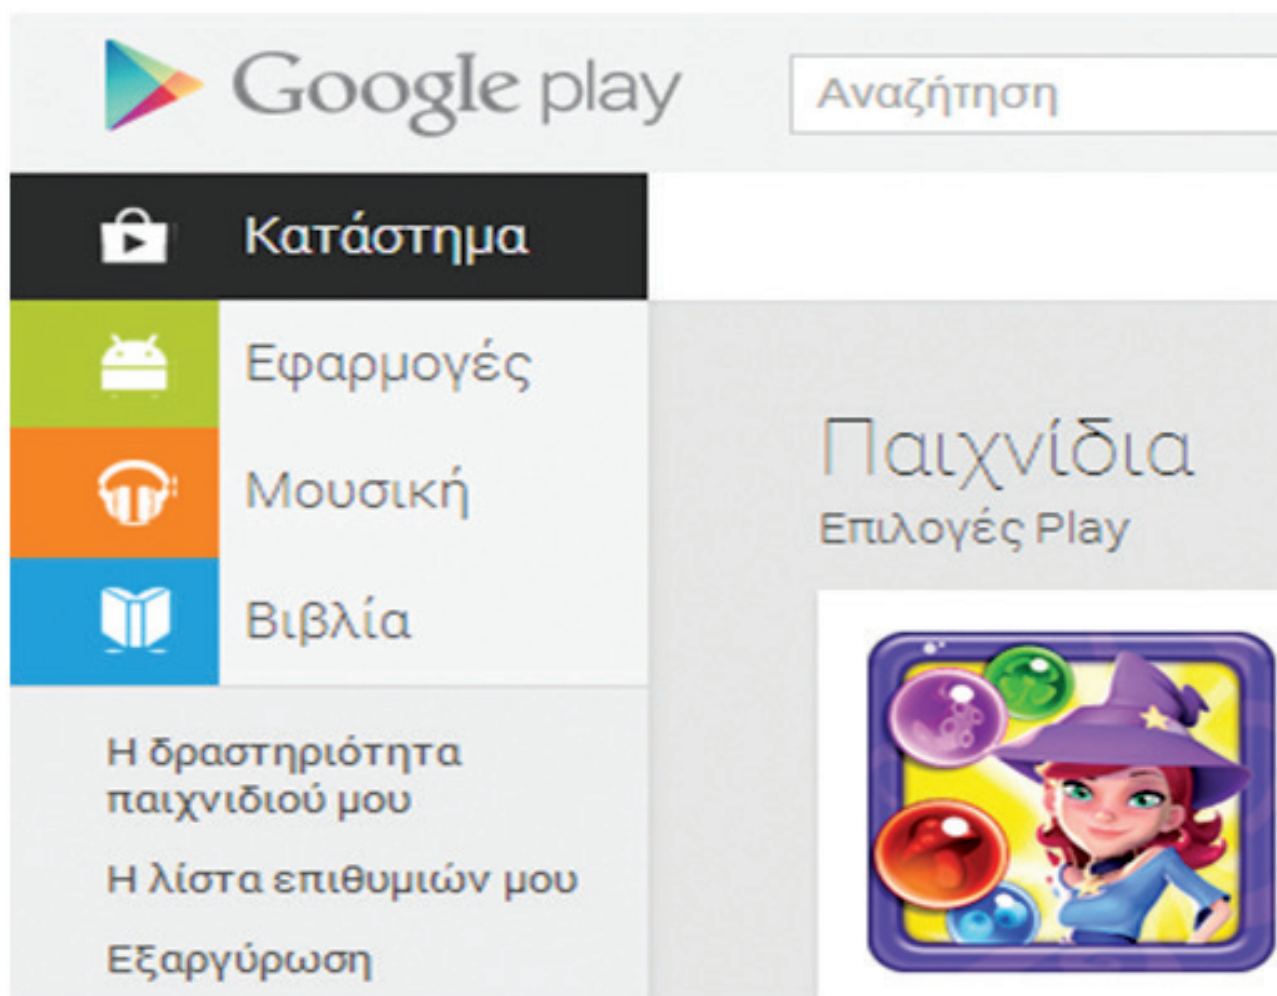 Google play
Αναζήτηση
Κατάστημα
Εφαρμογές
Μουσική
Βιβλία
Η δραστηριότητα
παιχνιδιού μου
Η λίστα επιθυμιών μου
Εξαργύρωση
Παιχνίδια
Επιλογές Play